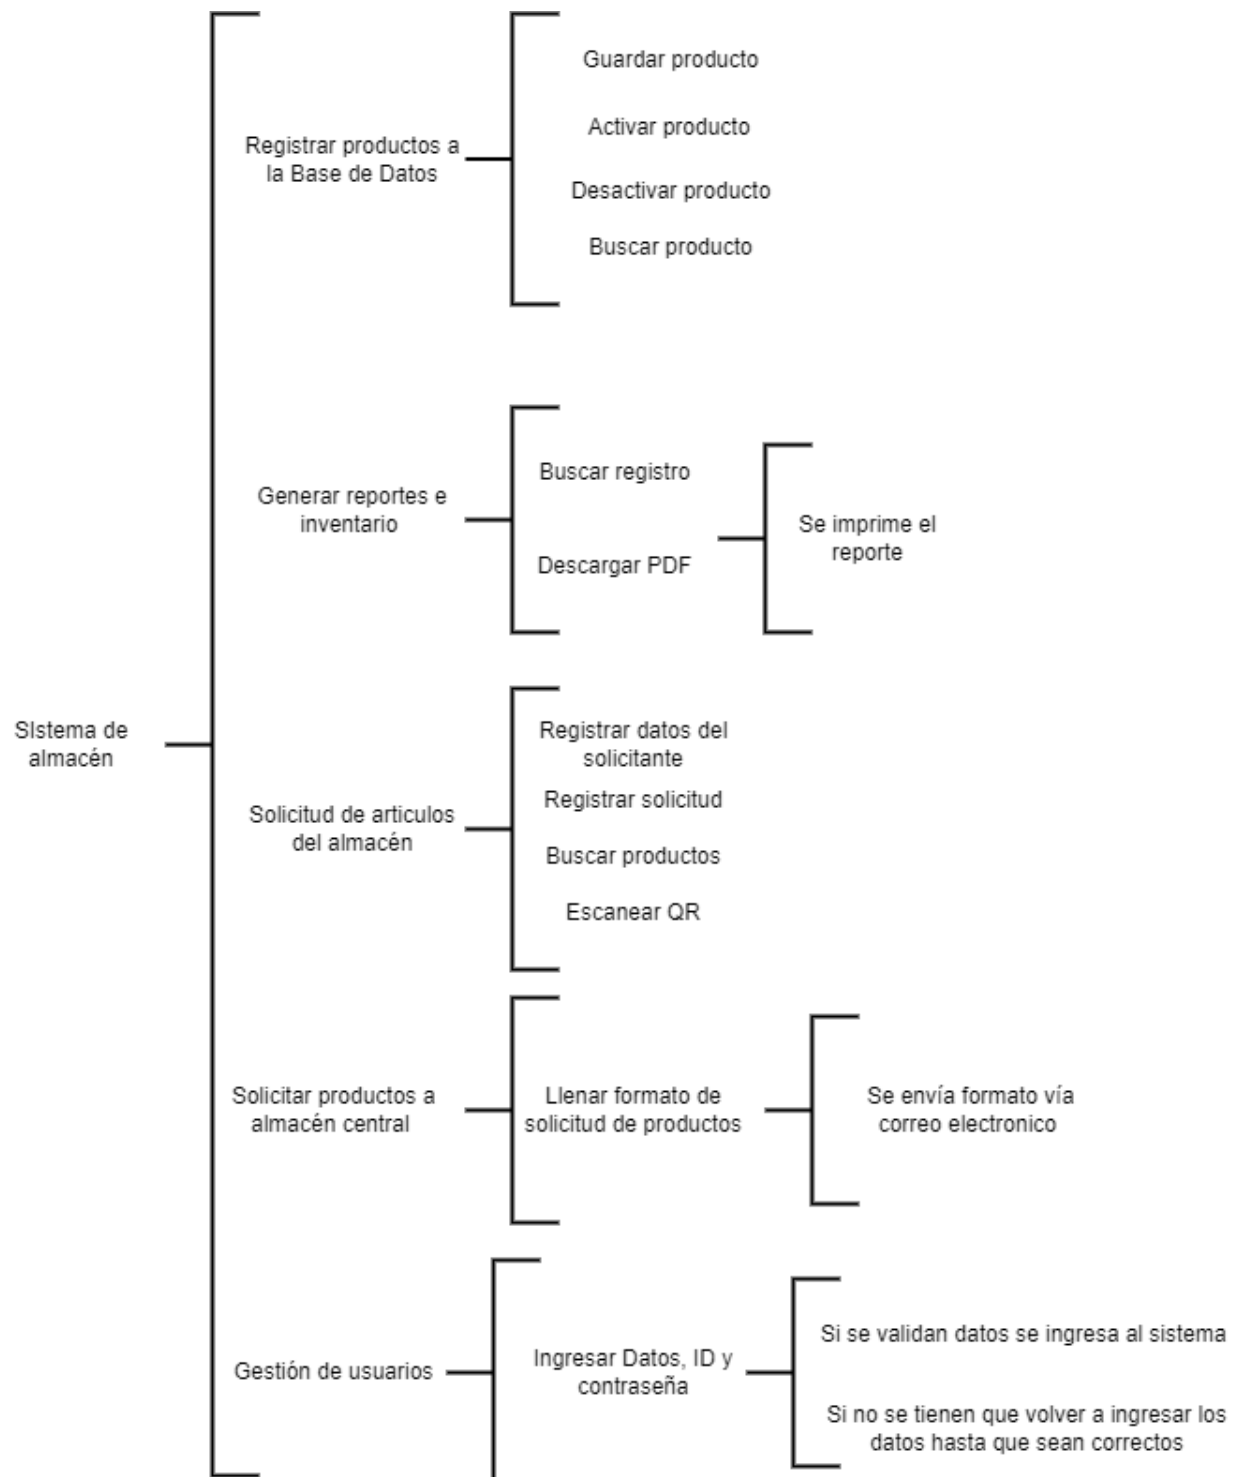 SIstema de
almacén
Registrar productos a
la Base de Datos
Guardar producto
Activar producto
Desactivar producto
Buscar producto
Generar reportes e
inventario
Buscar registro
Descargar PDF
Se imprime el
reporte
Solicitud de articulos
del almacén
Registrar datos del
solicitante
Registrar solicitud
Buscar productos
Escanear QR
Solicitar productos a
almacén central
Llenar formato de
solicitud de productos
Se envía formato vía
correo electronico
Gestión de usuarios
Ingresar Datos, ID y
contraseña
Si se validan datos se ingresa al sistema
Si no se tienen que volver a ingresar los
datos hasta que sean correctos